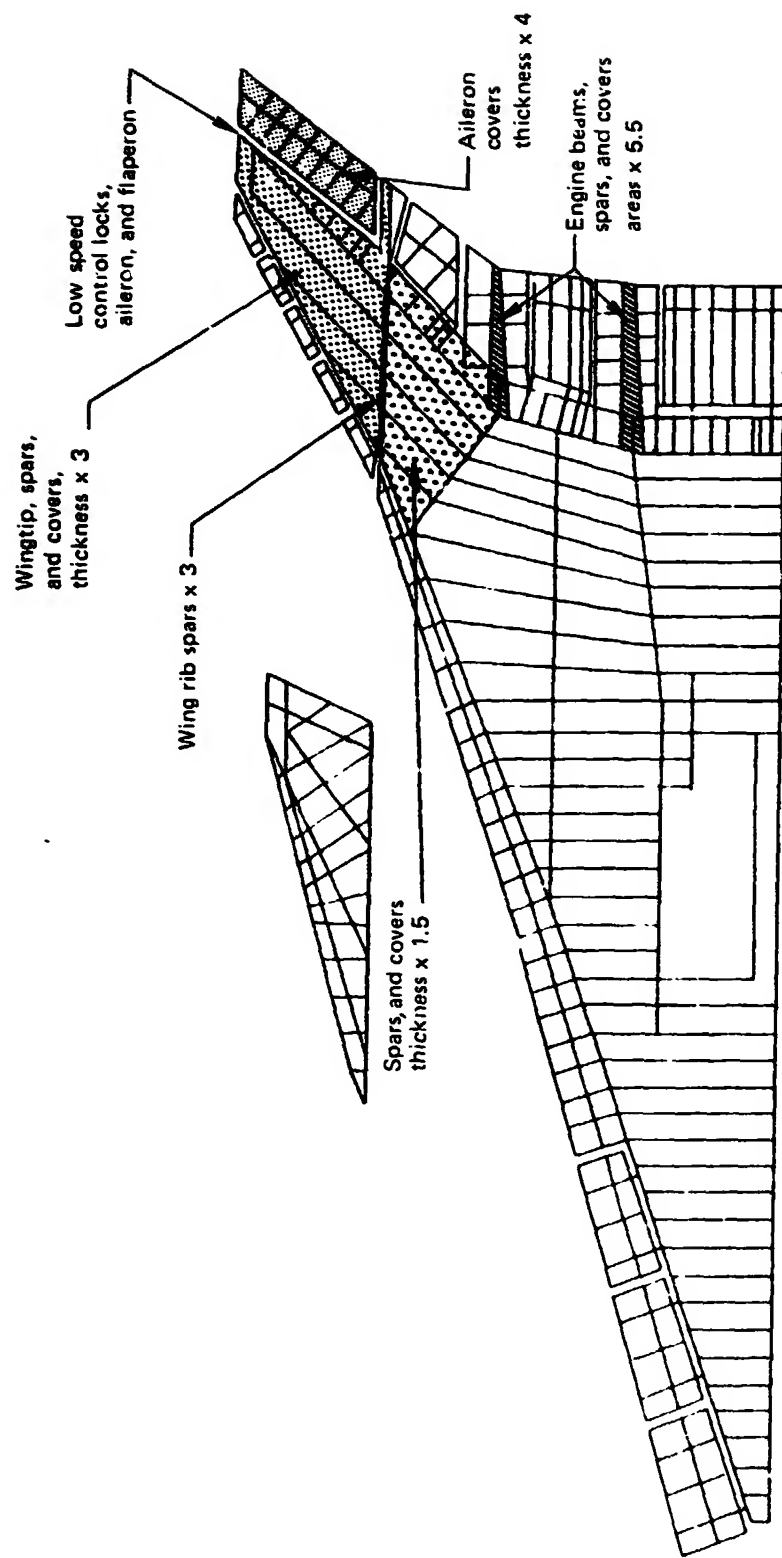 Wingtip, spars,
and covers,
thickness x 3
Low speed
control locks,
aileron, and flaperon
Wing rib spars x 3
Aileron
covers
thickness x 4
Spars, and covers
thickness x 1.5
Engine beams,
spars, and covers
areas x 5.5